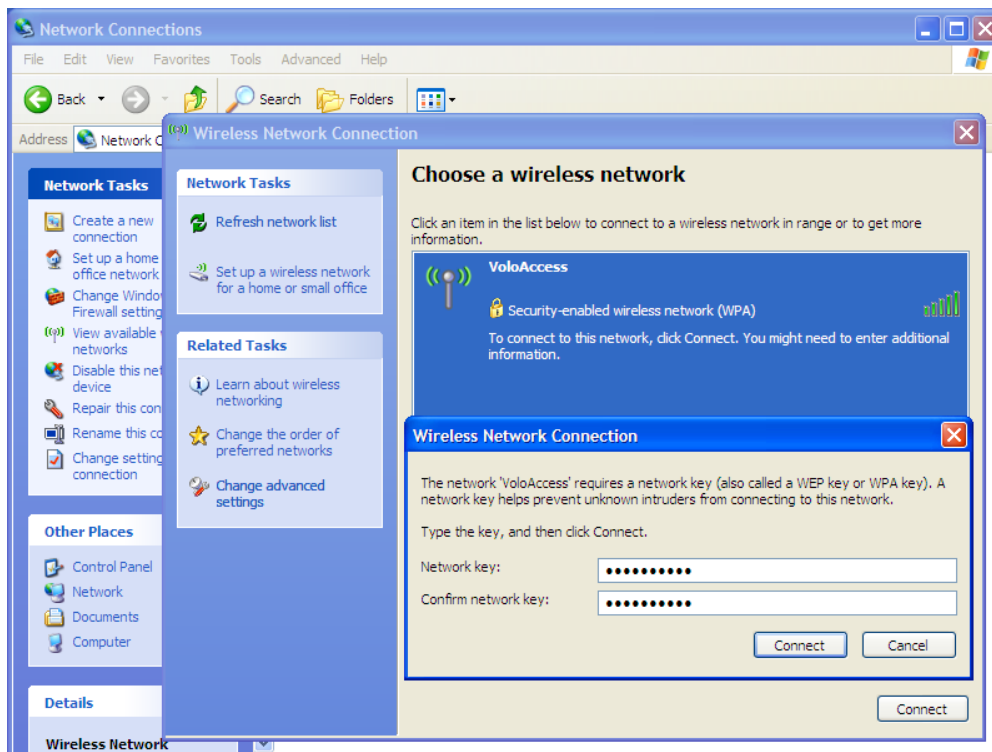 Network Connections
File Edit View Favorites Tools Advanced Help
Back Search Folders
Address Network C
Network Tasks
Create a new
connection
Set up a home
office network
Change Windo
Firewall setting
View available
networks
Disable this net
device
Repair this con
Rename this co
Change setting
connection
Other Places
Control Panel
Network
Documents
Computer
Details
Wireless Network
Wireless Network Connection
Network Tasks
Refresh network list
Set up a wireless network
for a home or small office
Related Tasks
Learn about wireless
networking
Change the order of
preferred networks
Change advanced
settings
Choose a wireless network
Click an item in the list below to connect to a wireless network in range or to get more
information.
VoloAccess
Security-enabled wireless network (WPA)
To connect to this network, click Connect. You might need to enter additional
information.
Wireless Network Connection
The network 'VoloAccess' requires a network key (also called a WEP key or WPA key). A
network key helps prevent unknown intruders from connecting to this network.
Type the key, and then click Connect.
Network key: ••••••••••
Confirm network key: ••••••••••
Connect Cancel
Connect